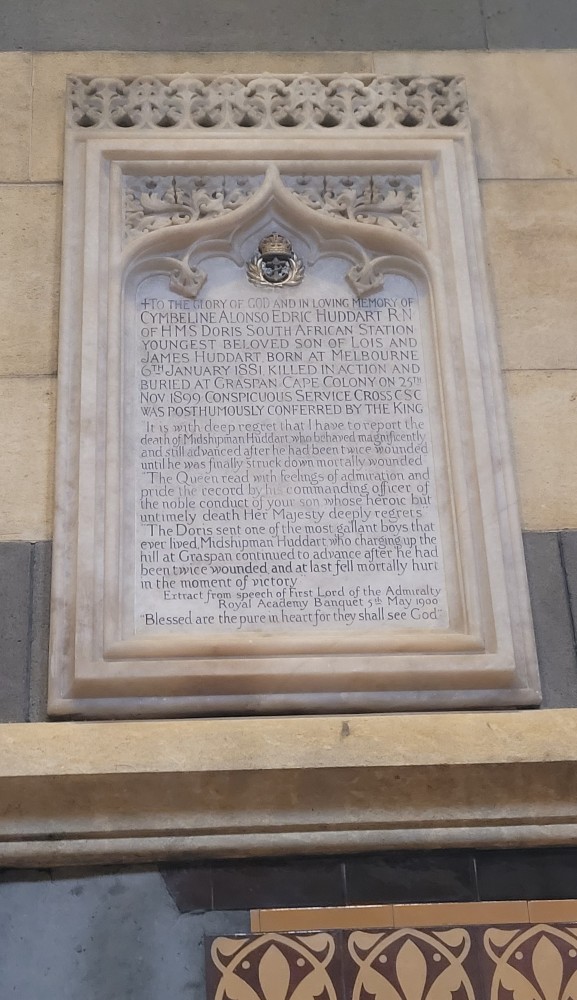 +TO THE GLORY OF GOD AND IN LOVING MEMORY OF
CYMBELINE ALONSO EDRIC HUDDART R.N
OF H.M.S DORIS SOUTH AFRICAN STATION
YOUNGEST BELOVED SON OF LOIS AND
JAMES HUDDART BORN AT MELBOURNE
6TH JANUARY 1881 KILLED IN ACTION AND
BURIED AT GRASPAN CAPE COLONY ON 25TH
NOV 1899 CONSPICUOUS SERVICE CROSS C S C
WAS POSTHUMOUSLY CONFERRED BY THE KING
"It is with deep regret that I have to report the
death of Midshipman Huddart who behaved magnificently
and still advanced after he had been twice wounded
until he was finally struck down mortally wounded"
"The Queen read with feelings of admiration and
pride the record by his commanding officer of
the noble conduct of your son whose heroic but
untimely death Her Majesty deeply regrets"
"The Doris sent one of the most gallant boys that
ever lived, Midshipman Huddart who charging up the
hill at Graspan continued to advance after he had
been twice wounded and at last fell mortally hurt
in the moment of victory"
Extract from speech of First Lord of the Admiralty
Royal Academy Banquet 5th May 1900
"Blessed are the pure in heart for they shall see God"